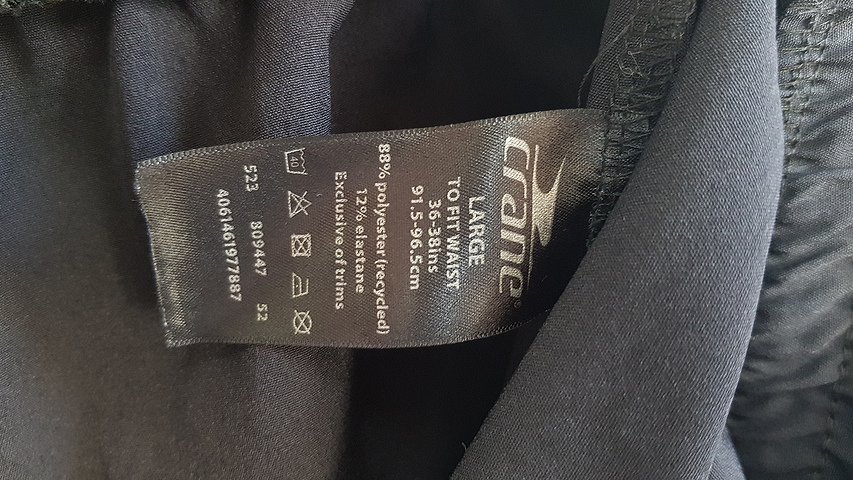 crane®
LARGE
TO FIT WAIST
36-38Ins
91.5-96.5cm
88% polyester (recycled)
12% elastane
Exclusive of trims
40
523 809447 52
4061461977887